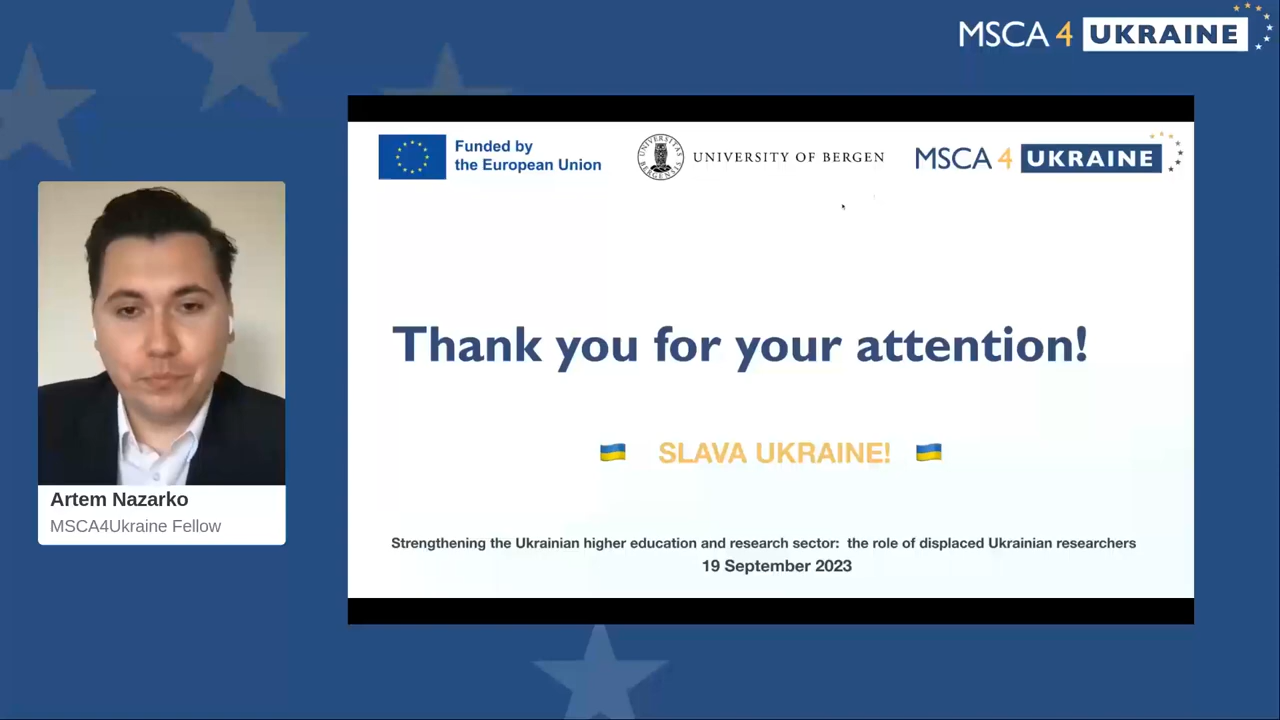 MSCA 4 UKRAINE
Funded by
the European Union
UNIVERSITAS
BERGENSIS
UNIVERSITY OF BERGEN
MSCA 4 UKRAINE
Thank you for your attention!
🇺🇦 SLAVA UKRAINE! 🇺🇦
Artem Nazarko
MSCA4Ukraine Fellow
Strengthening the Ukrainian higher education and research sector: the role of displaced Ukrainian researchers
19 September 2023